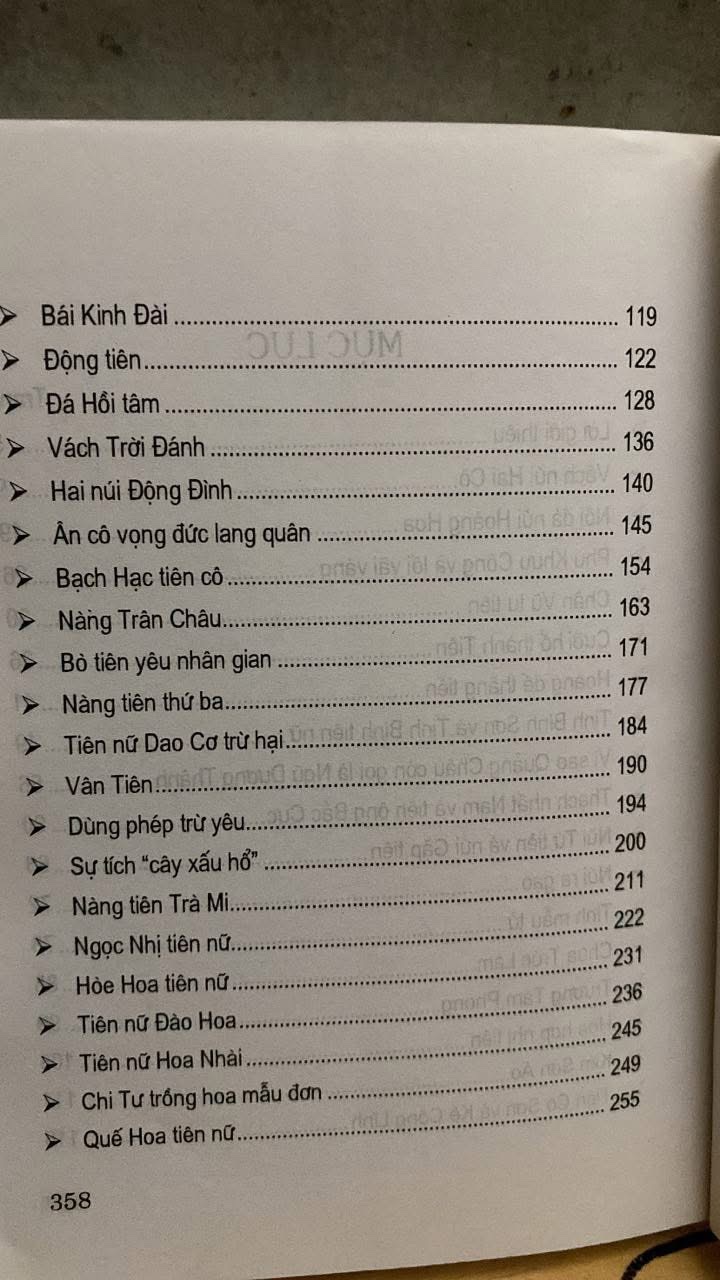 ➢ Bái Kinh Đài ........ 119
➢ Động tiên ........ 122
➢ Đá Hồi tâm ........ 128
➢ Vách Trời Đánh ........ 136
➢ Hai núi Động Đình ........ 140
➢ Ân cô vọng đức lang quân ........ 145
➢ Bạch Hạc tiên cô ........ 154
➢ Nàng Trân Châu ........ 163
➢ Bò tiên yêu nhân gian ........ 171
➢ Nàng tiên thứ ba ........ 177
➢ Tiên nữ Dao Cơ trừ hại ........ 184
➢ Vân Tiên ........ 190
➢ Dùng phép trừ yêu ........ 194
➢ Sự tích “cây xấu hổ” ........ 200
➢ Nàng tiên Trà Mi ........ 211
➢ Ngọc Nhị tiên nữ ........ 222
➢ Hòe Hoa tiên nữ ........ 231
➢ Tiên nữ Đào Hoa ........ 236
➢ Tiên nữ Hoa Nhài ........ 245
➢ Chi Tư trồng hoa mẫu đơn ........ 249
➢ Quế Hoa tiên nữ ........ 255
358